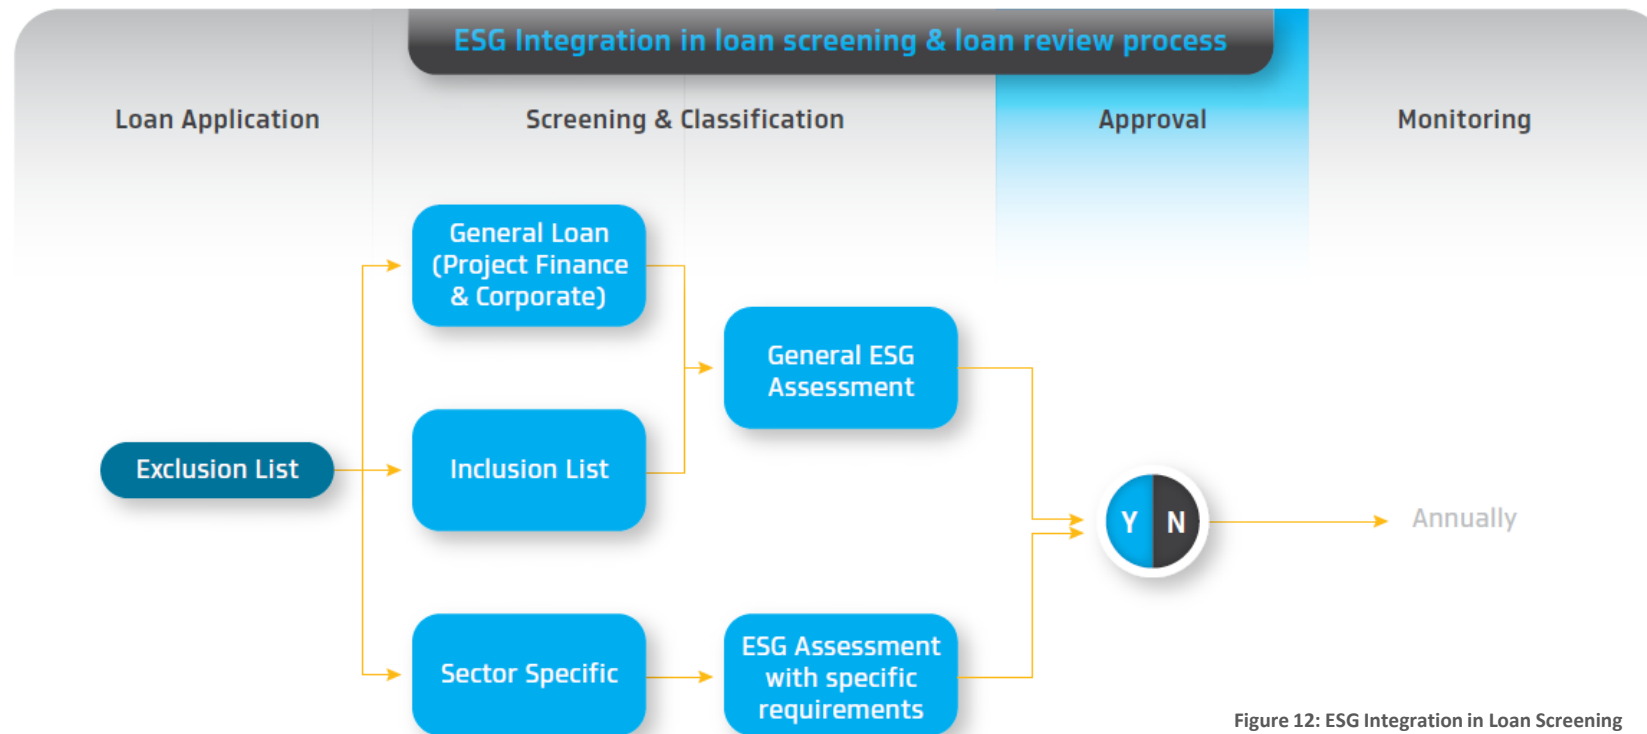 ESG Integration in loan screening & loan review process
Loan Application
Screening & Classification
Approval
Monitoring
General Loan
(Project Finance
& Corporate)
General ESG
Assessment
Exclusion List
Inclusion List
Y N
Annually
Sector Specific
ESG Assessment
with specific
requirements
Figure 12: ESG Integration in Loan Screening